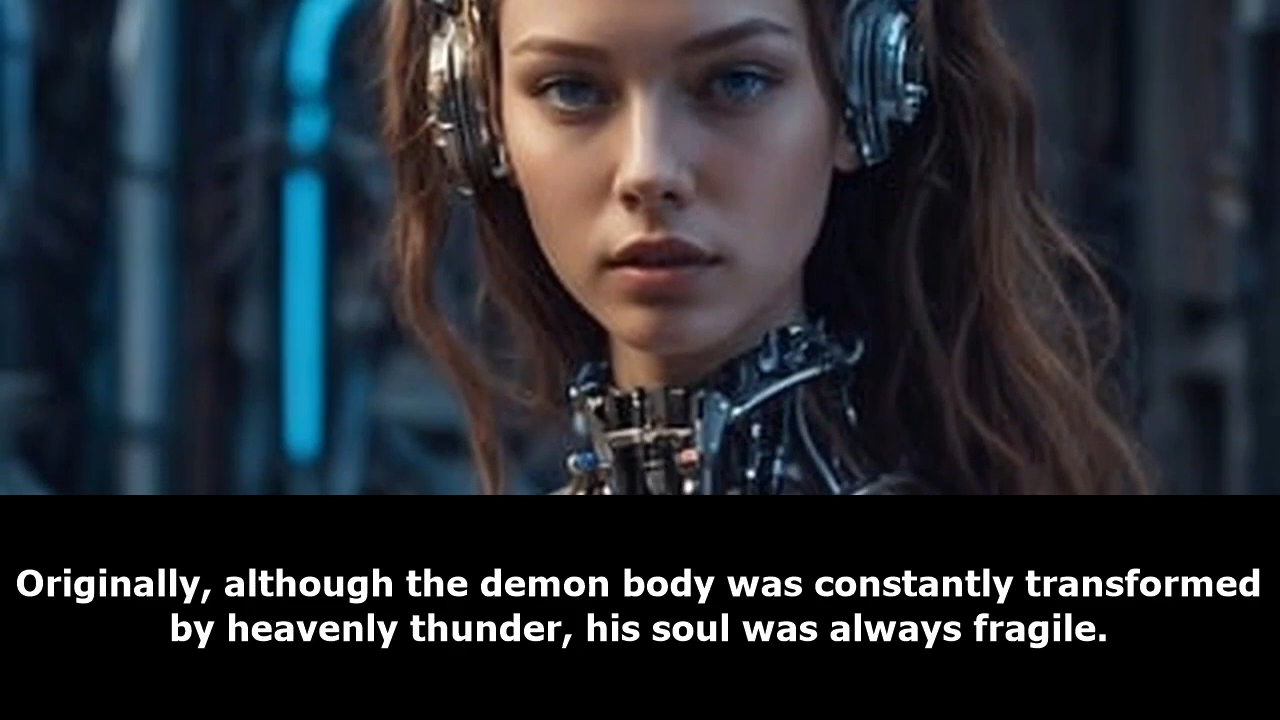 Originally, although the demon body was constantly transformed
by heavenly thunder, his soul was always fragile.